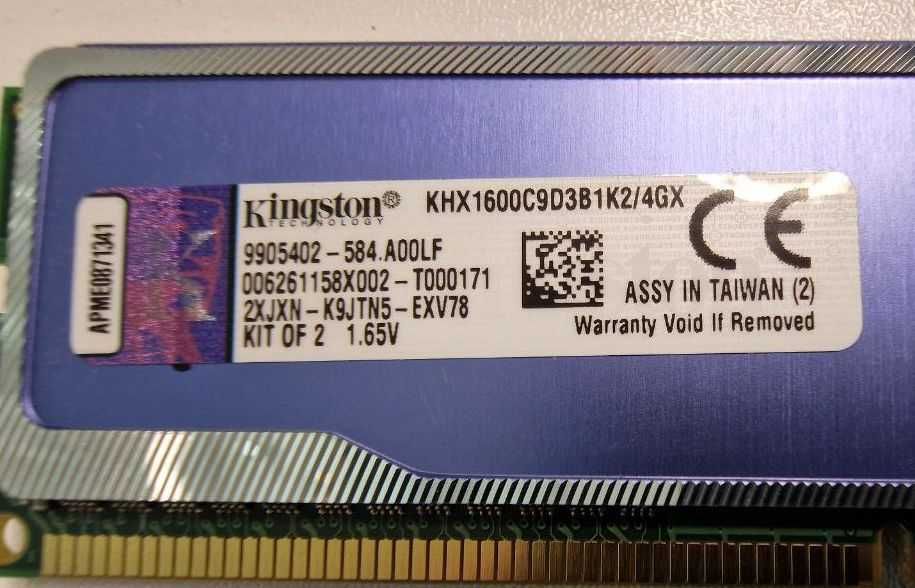 Kingston® KHX1600C9D3B1K2/4GX
TECHNOLOGY
9905402-584.A00LF
006261158X002-T000171
2XJXN-K9JTN5-EXV78
KIT OF 2 1.65V
CE
ASSY IN TAIWAN (2)
Warranty Void If Removed
APME0871341